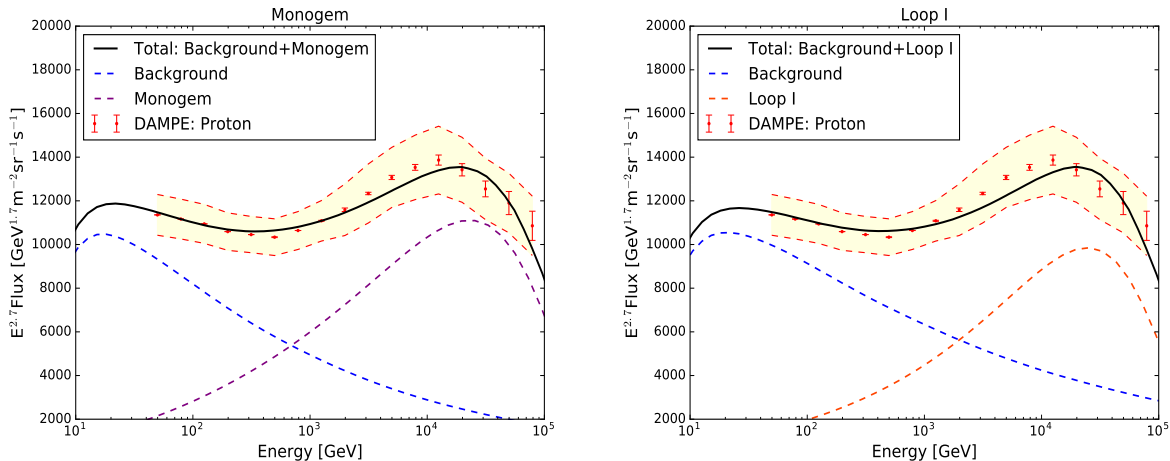 Monogem
Total: Background+Monogem
Background
Monogem
DAMPE: Proton
20000
18000
16000
14000
12000
10000
8000
6000
4000
2000
E^2.7 Flux [GeV^1.7 m^−2 sr^−1 s^−1]
10^1
10^2
10^3
10^4
10^5
Energy [GeV]
Loop I
Total: Background+Loop I
Background
Loop I
DAMPE: Proton
20000
18000
16000
14000
12000
10000
8000
6000
4000
2000
E^2.7 Flux [GeV^1.7 m^−2 sr^−1 s^−1]
10^1
10^2
10^3
10^4
10^5
Energy [GeV]